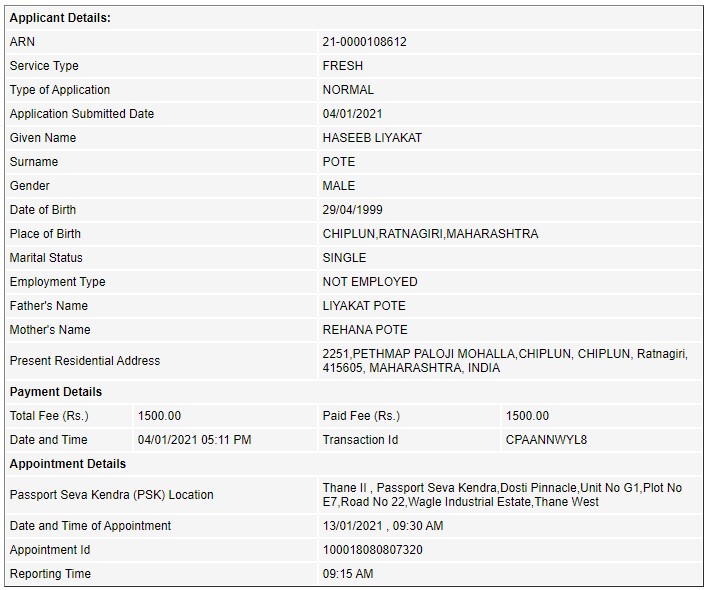 Applicant Details:
ARN 21-0000108612
Service Type FRESH
Type of Application NORMAL
Application Submitted Date 04/01/2021
Given Name HASEEB LIYAKAT
Surname POTE
Gender MALE
Date of Birth 29/04/1999
Place of Birth CHIPLUN,RATNAGIRI,MAHARASHTRA
Marital Status SINGLE
Employment Type NOT EMPLOYED
Father's Name LIYAKAT POTE
Mother's Name REHANA POTE
Present Residential Address 2251,PETHMAP PALOJI MOHALLA,CHIPLUN, CHIPLUN, Ratnagiri,
415605, MAHARASHTRA, INDIA
Payment Details
Total Fee (Rs.) 1500.00 Paid Fee (Rs.) 1500.00
Date and Time 04/01/2021 05:11 PM Transaction Id CPAANNWYL8
Appointment Details
Passport Seva Kendra (PSK) Location Thane II , Passport Seva Kendra,Dosti Pinnacle,Unit No G1,Plot No
E7,Road No 22,Wagle Industrial Estate,Thane West
Date and Time of Appointment 13/01/2021 , 09:30 AM
Appointment Id 100018080807320
Reporting Time 09:15 AM